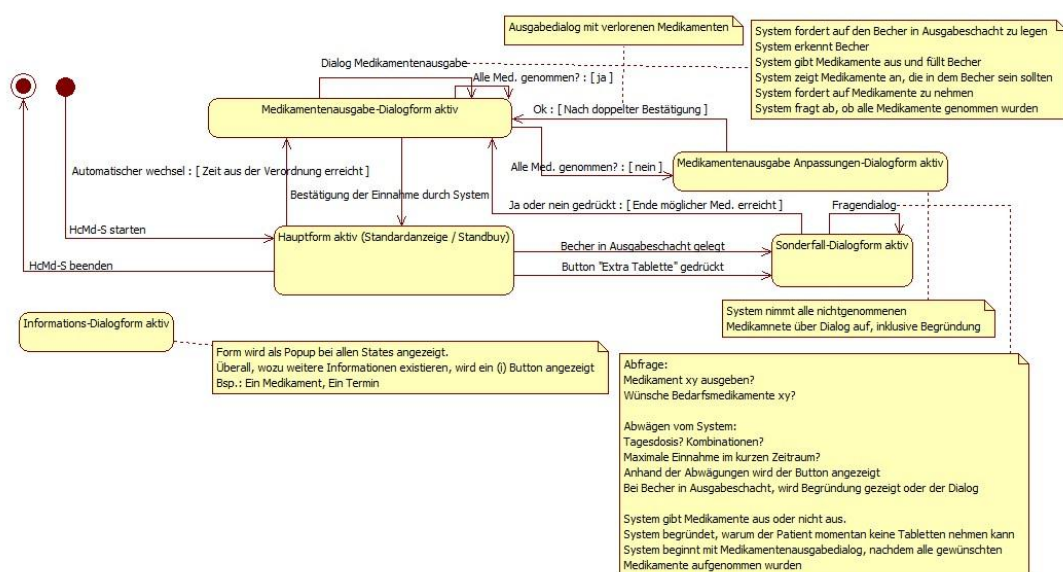 Ausgabedialog mit verlorenen Medikamenten
System fordert auf den Becher in Ausgabeschacht zu legen
System erkennt Becher
System gibt Medikamente aus und füllt Becher
System zeigt Medikamente an, die in dem Becher sein sollten
System fordert auf Medikamente zu nehmen
System fragt ab, ob alle Medikamente genommen wurden
Dialog Medikamentenausgabe
Alle Med. genommen? : [ ja ]
Medikamentenausgabe-Dialogform aktiv
Ok : [ Nach doppelter Bestätigung ]
Automatischer wechsel : [ Zeit aus der Verordnung erreicht ]
Alle Med. genommen? : [ nein ]
Medikamentenausgabe Anpassungen-Dialogform aktiv
Bestätigung der Einnahme durch System
Ja oder nein gedrückt : [ Ende möglicher Med. erreicht ]
Fragendialog
HcMd-S starten
Hauptform aktiv (Standardanzeige / Standbuy)
Becher in Ausgabeschacht gelegt
Sonderfall-Dialogform aktiv
HcMd-S beenden
Button "Extra Tablette" gedrückt
System nimmt alle nichtgenommenen
Medikamnete über Dialog auf, inklusive Begründung
Informations-Dialogform aktiv
Form wird als Popup bei allen States angezeigt.
Überall, wozu weitere Informationen existieren, wird ein (i) Button angezeigt
Bsp.: Ein Medikament, Ein Termin
Abfrage:
Medikament xy ausgeben?
Wünsche Bedarfsmedikamente xy?
Abwägen vom System:
Tagesdosis? Kombinationen?
Maximale Einnahme im kurzen Zeitraum?
Anhand der Abwägungen wird der Button angezeigt
Bei Becher in Ausgabeschacht, wird Begründung gezeigt oder der Dialog
System gibt Medikamente aus oder nicht aus.
System begründet, warum der Patient momentan keine Tabletten nehmen kann
System beginnt mit Medikamentenausgabedialog, nachdem alle gewünschten
Medikamente aufgenommen wurden